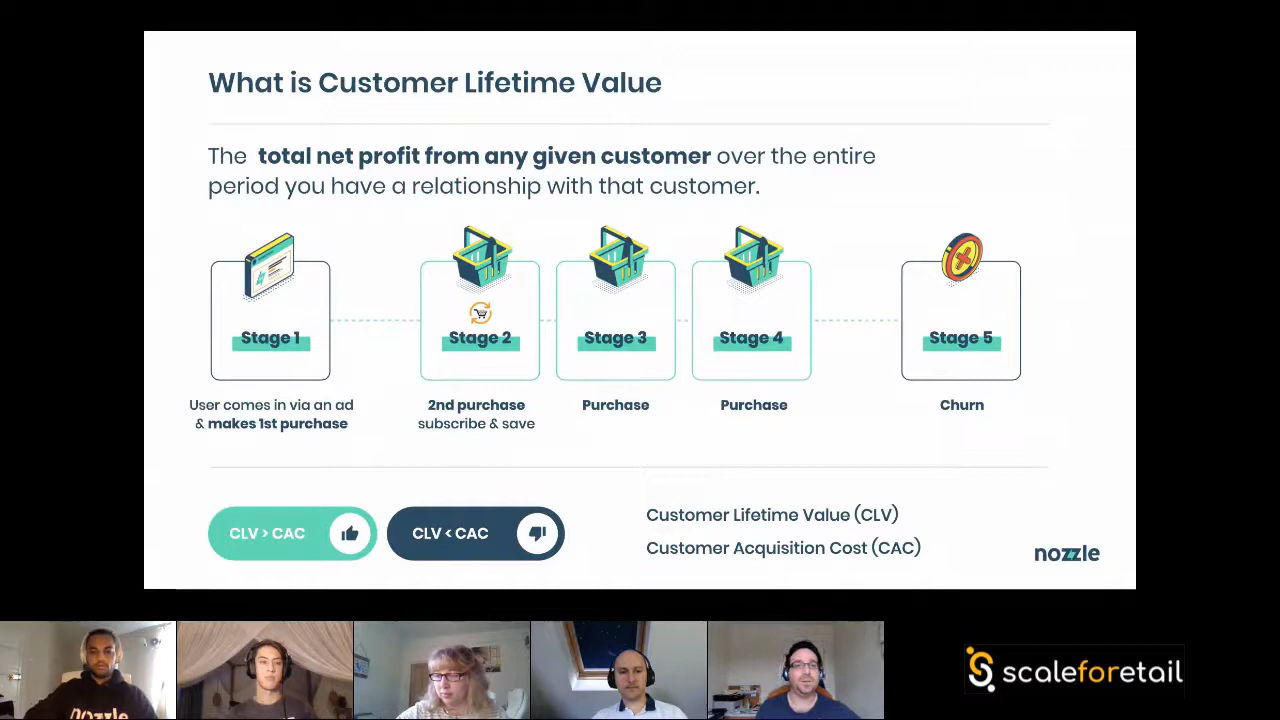 What is Customer Lifetime Value
The total net profit from any given customer over the entire
period you have a relationship with that customer.
Stage 1
Stage 2
Stage 3
Stage 4
Stage 5
User comes in via an ad
& makes 1st purchase
2nd purchase
subscribe & save
Purchase
Purchase
Churn
CLV > CAC
CLV < CAC
Customer Lifetime Value (CLV)
Customer Acquisition Cost (CAC)
nozzle
nozzle
scaleforetail